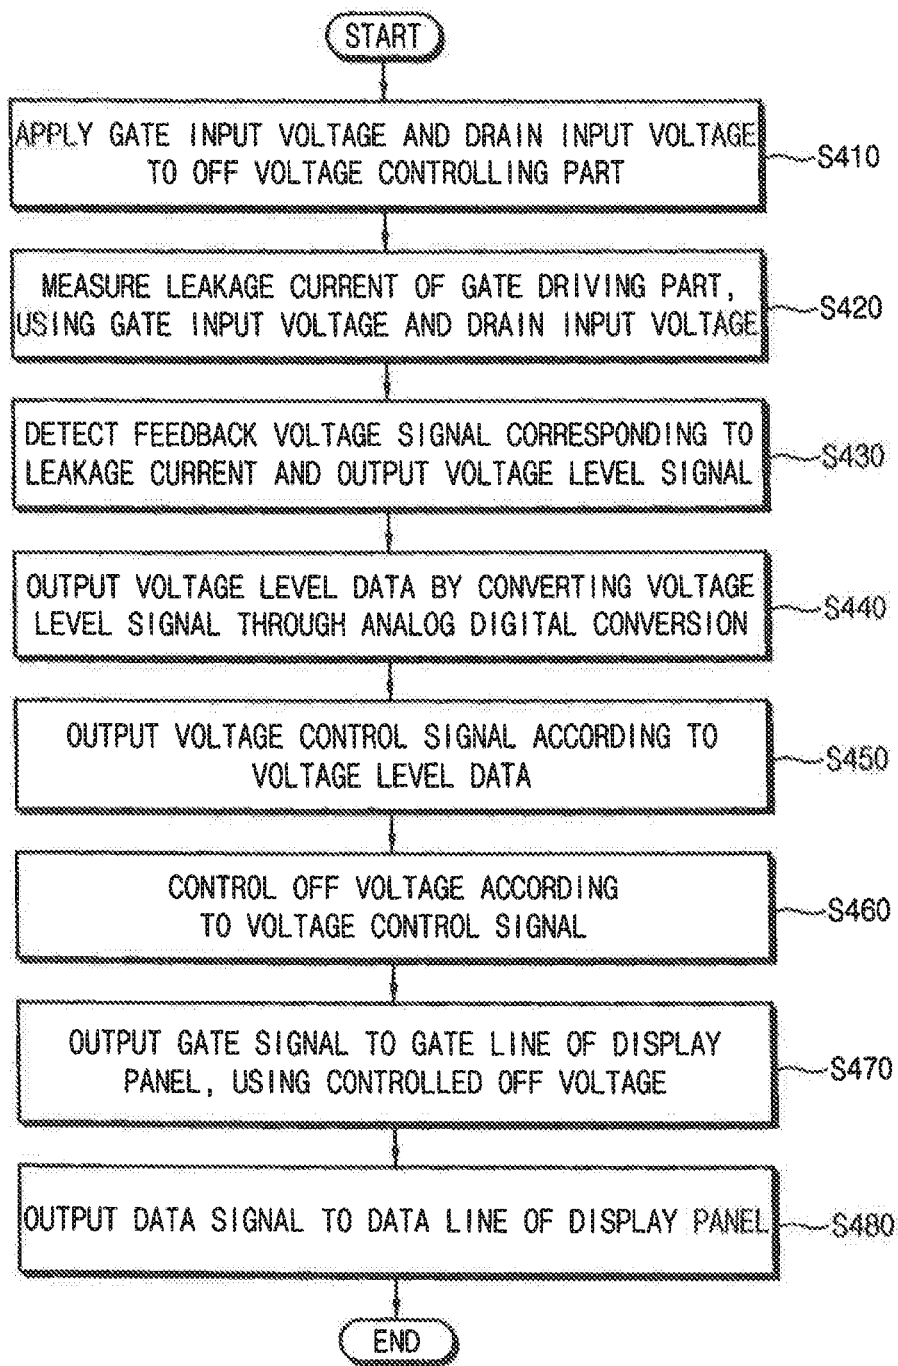 START
APPLY GATE INPUT VOLTAGE AND DRAIN INPUT VOLTAGE
TO OFF VOLTAGE CONTROLLING PART
S410
MEASURE LEAKAGE CURRENT OF GATE DRIVING PART,
USING GATE INPUT VOLTAGE AND DRAIN INPUT VOLTAGE
S420
DETECT FEEDBACK VOLTAGE SIGNAL CORRESPONDING TO
LEAKAGE CURRENT AND OUTPUT VOLTAGE LEVEL SIGNAL
S430
OUTPUT VOLTAGE LEVEL DATA BY CONVERTING VOLTAGE
LEVEL SIGNAL THROUGH ANALOG DIGITAL CONVERSION
S440
OUTPUT VOLTAGE CONTROL SIGNAL ACCORDING TO
VOLTAGE LEVEL DATA
S450
CONTROL OFF VOLTAGE ACCORDING
TO VOLTAGE CONTROL SIGNAL
S460
OUTPUT GATE SIGNAL TO GATE LINE OF DISPLAY
PANEL, USING CONTROLLED OFF VOLTAGE
S470
OUTPUT DATA SIGNAL TO DATA LINE OF DISPLAY PANEL
S480
END